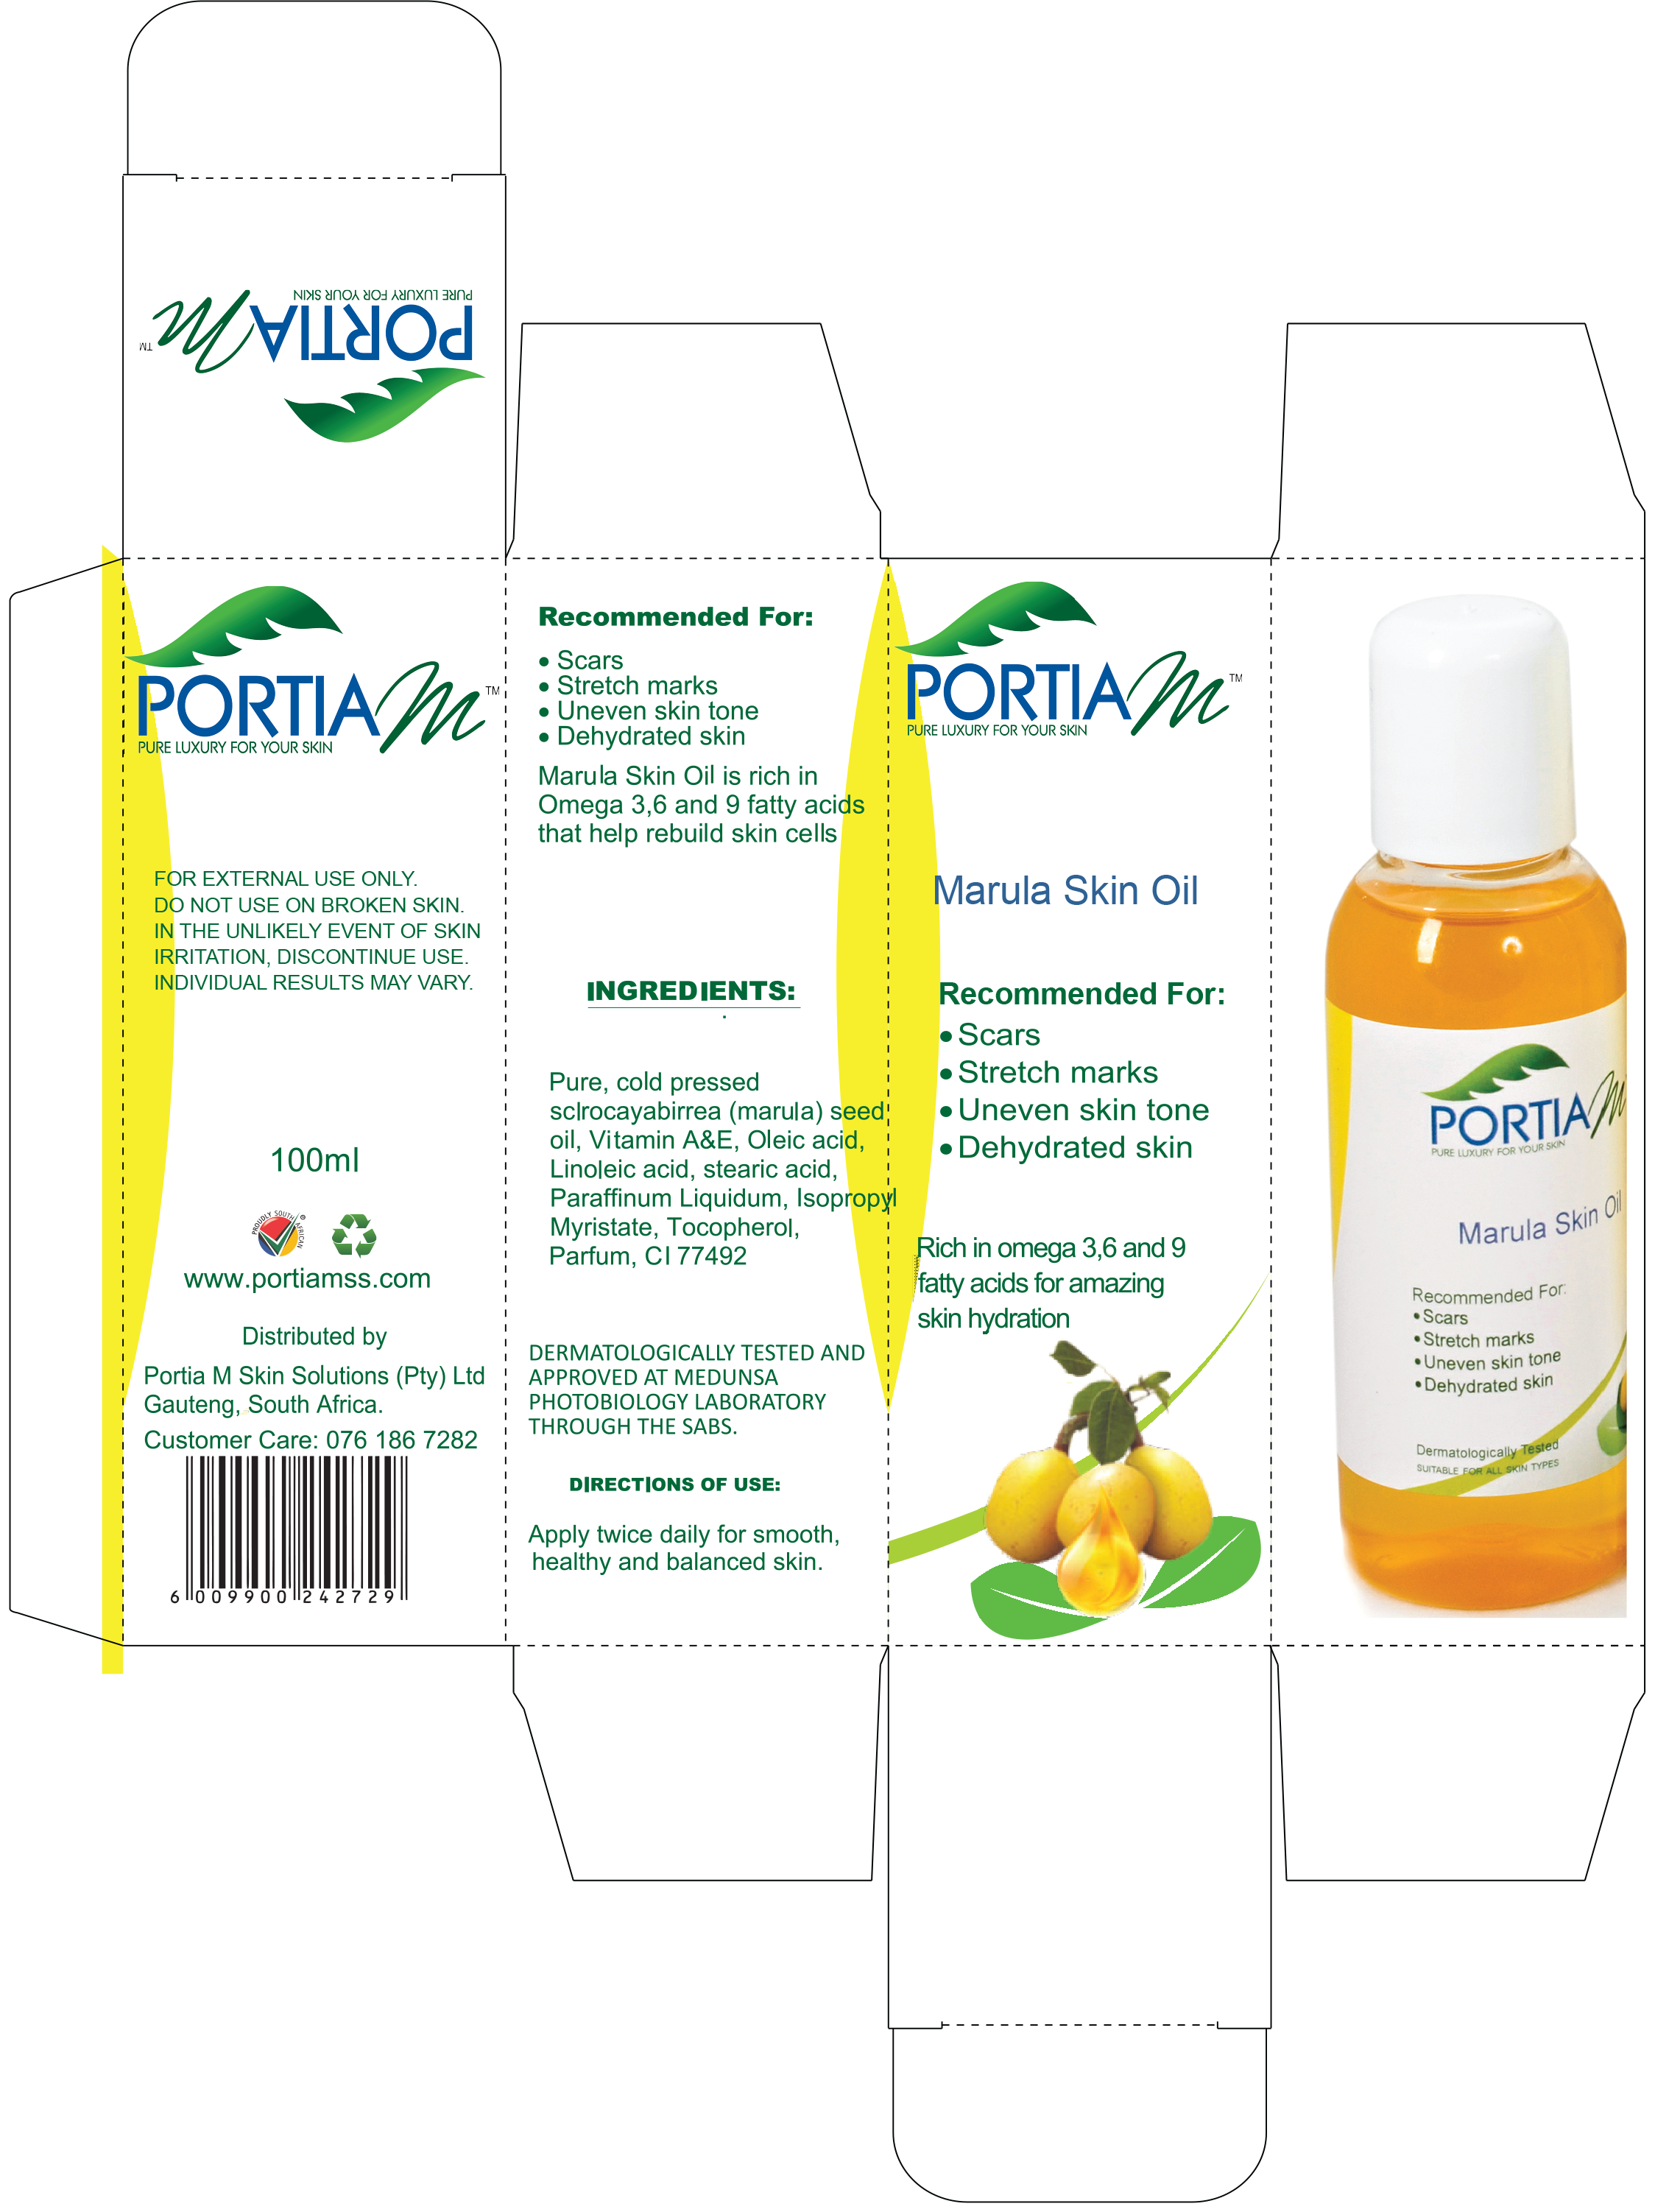 PORTIA M ™
PURE LUXURY FOR YOUR SKIN
PORTIA M ™
PURE LUXURY FOR YOUR SKIN
FOR EXTERNAL USE ONLY.
DO NOT USE ON BROKEN SKIN.
IN THE UNLIKELY EVENT OF SKIN
IRRITATION, DISCONTINUE USE.
INDIVIDUAL RESULTS MAY VARY.
100ml
PROUDLY SOUTH AFRICAN ®
www.portiamss.com
Distributed by
Portia M Skin Solutions (Pty) Ltd
Gauteng, South Africa.
Customer Care: 076 186 7282
6 009900 242729
Recommended For:
• Scars
• Stretch marks
• Uneven skin tone
• Dehydrated skin
Marula Skin Oil is rich in
Omega 3,6 and 9 fatty acids
that help rebuild skin cells
INGREDIENTS:
.
Pure, cold pressed
sclrocayabirrea (marula) seed
oil, Vitamin A&E, Oleic acid,
Linoleic acid, stearic acid,
Paraffinum Liquidum, Isopropyl
Myristate, Tocopherol,
Parfum, CI 77492
DERMATOLOGICALLY TESTED AND
APPROVED AT MEDUNSA
PHOTOBIOLOGY LABORATORY
THROUGH THE SABS.
DIRECTIONS OF USE:
Apply twice daily for smooth,
healthy and balanced skin.
PORTIA M ™
PURE LUXURY FOR YOUR SKIN
Marula Skin Oil
Recommended For:
• Scars
• Stretch marks
• Uneven skin tone
• Dehydrated skin
Rich in omega 3,6 and 9
fatty acids for amazing
skin hydration
PORTIA M
PURE LUXURY FOR YOUR SKIN
Marula Skin Oil
Recommended For:
• Scars
• Stretch marks
• Uneven skin tone
• Dehydrated skin
Dermatologically Tested
SUITABLE FOR ALL SKIN TYPES